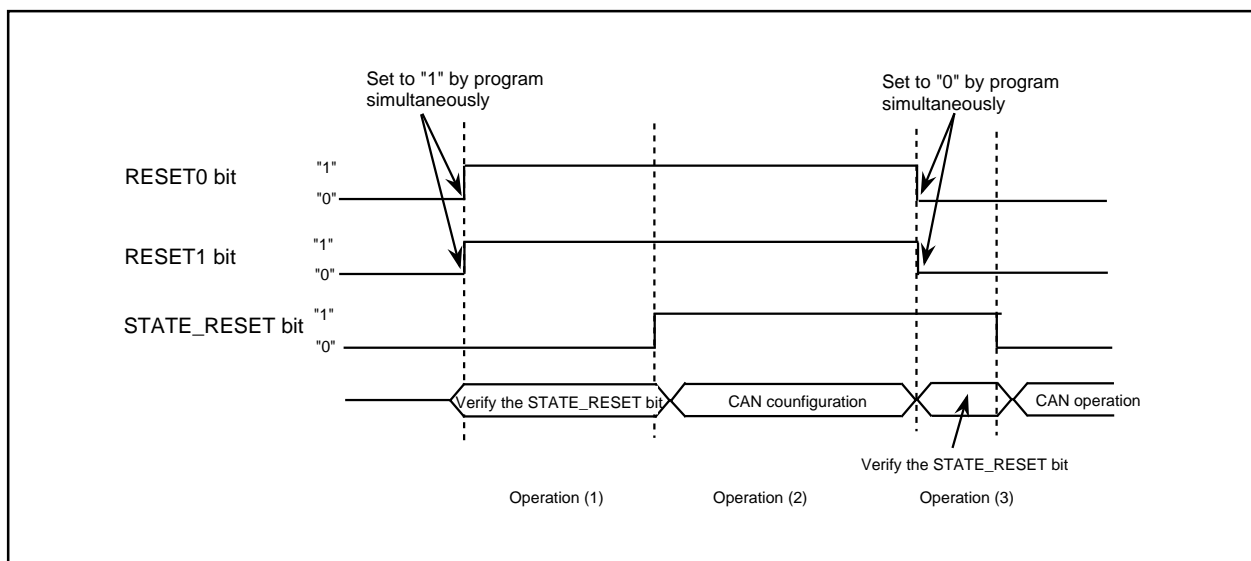 Set to "1" by program
simultaneously
Set to "0" by program
simultaneously
RESET0 bit
"1"
"0"
RESET1 bit
"1"
"0"
STATE_RESET bit
"1"
"0"
Verify the STATE_RESET bit
CAN counfiguration
CAN operation
Verify the STATE_RESET bit
Operation (1)
Operation (2)
Operation (3)